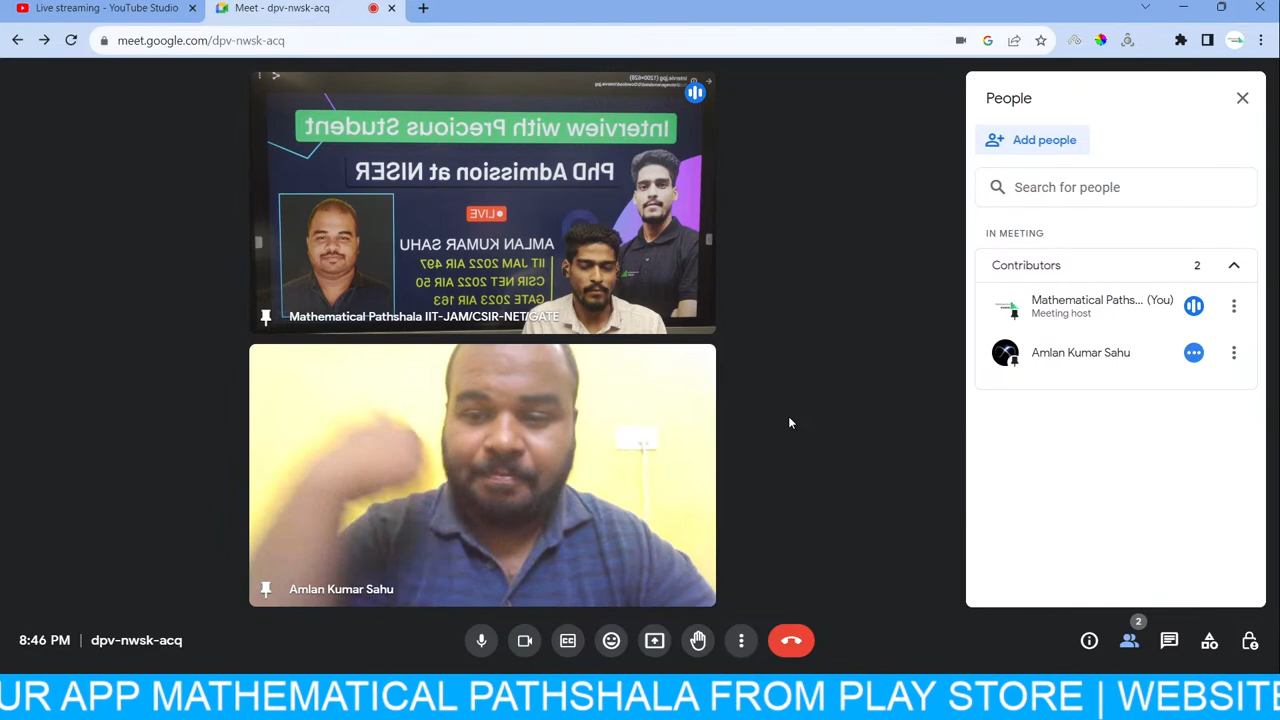 Live streaming - YouTube Studio
Meet - dpv-nwsk-acq
meet.google.com/dpv-nwsk-acq
Interview with Precious Student
PhD Admission at NISER
LIVE
AMLAN KUMAR SAHU
IIT JAM 2022 AIR 497
CSIR NET 2022 AIR 50
GATE 2023 AIR 163
Mathematical Pathshala IIT-JAM/CSIR-NET/GATE
Amlan Kumar Sahu
People
Add people
Search for people
IN MEETING
Contributors 2
Mathematical Paths... (You)
Meeting host
Amlan Kumar Sahu
8:46 PM | dpv-nwsk-acq
CC
2
UR APP MATHEMATICAL PATHSHALA FROM PLAY STORE | WEBSITE